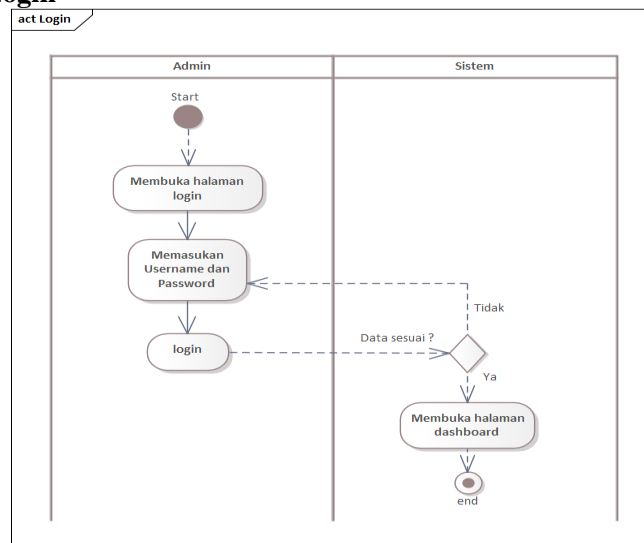 act Login
Admin
Sistem
Start
Membuka halaman
login
Memasukan
Username dan
Password
Tidak
Data sesuai ?
login
Ya
Membuka halaman
dashboard
end